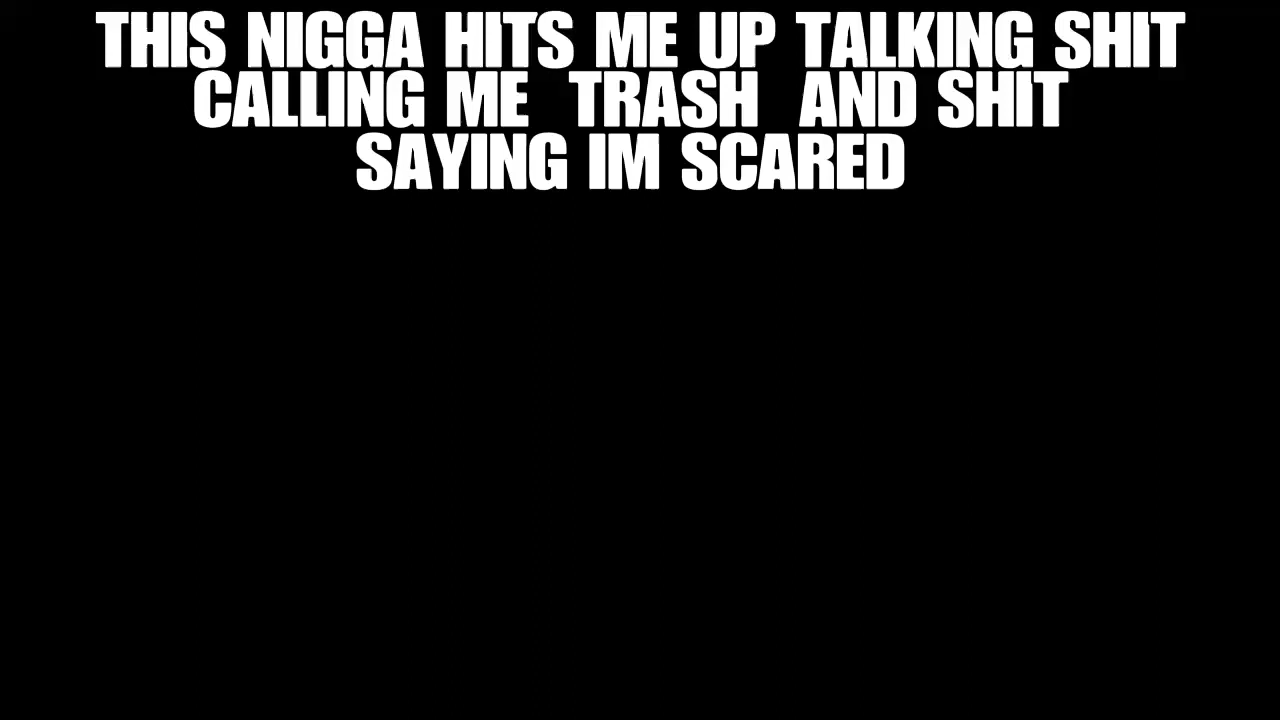 THIS NIGGA HITS ME UP TALKING SHIT
CALLING ME TRASH AND SHIT
SAYING IM SCARED